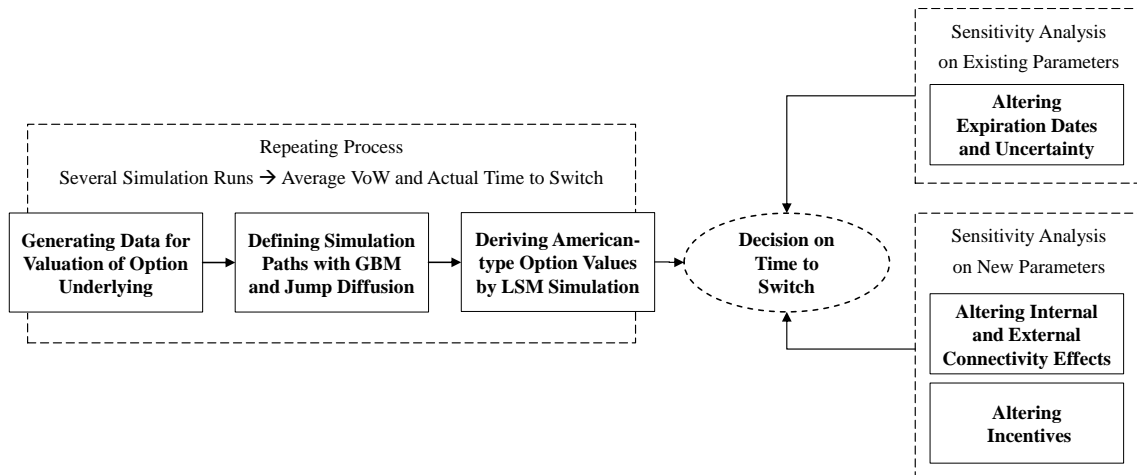 Repeating Process
Several Simulation Runs → Average VoW and Actual Time to Switch
Generating Data for
Valuation of Option
Underlying
Defining Simulation
Paths with GBM
and Jump Diffusion
Deriving American-
type Option Values
by LSM Simulation
Decision on
Time to
Switch
Sensitivity Analysis
on Existing Parameters
Altering
Expiration Dates
and Uncertainty
Sensitivity Analysis
on New Parameters
Altering Internal
and External
Connectivity Effects
Altering
Incentives